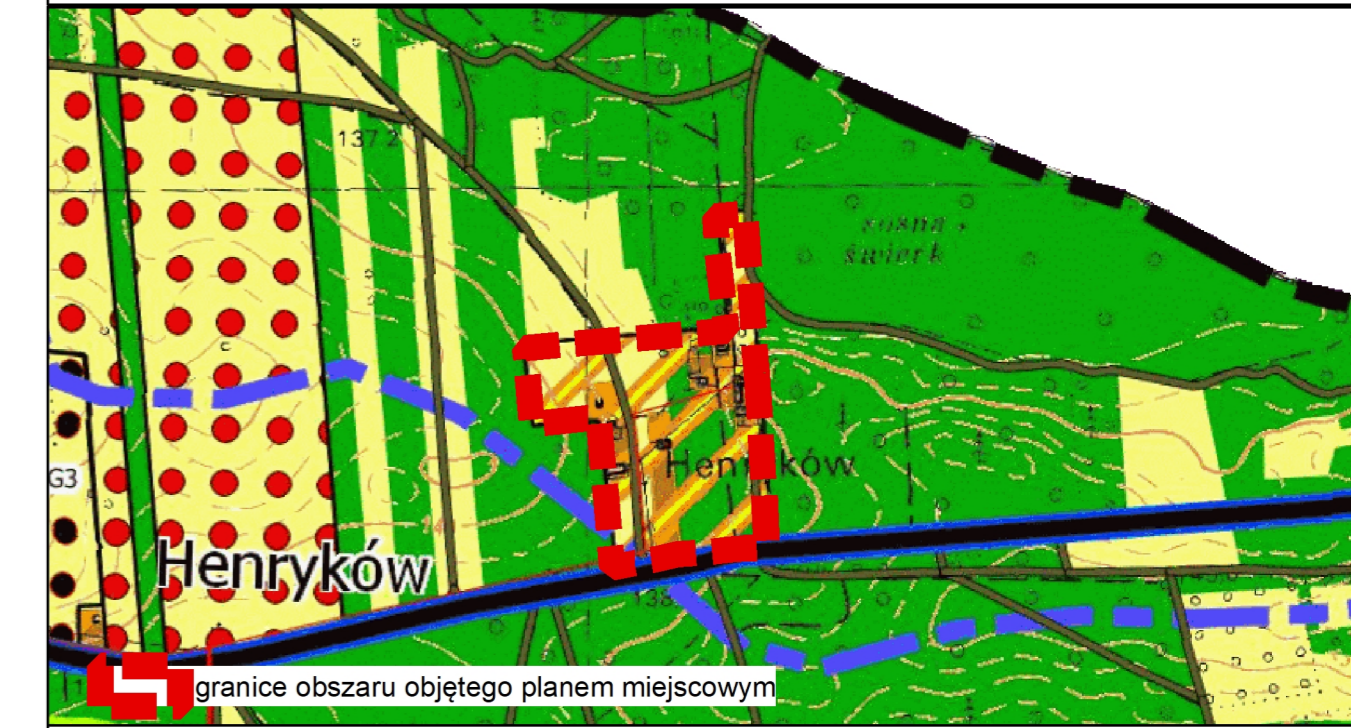 137.2
sosna
świerk
Henryków
G3
Henryków
138
granice obszaru objętego planem miejscowym